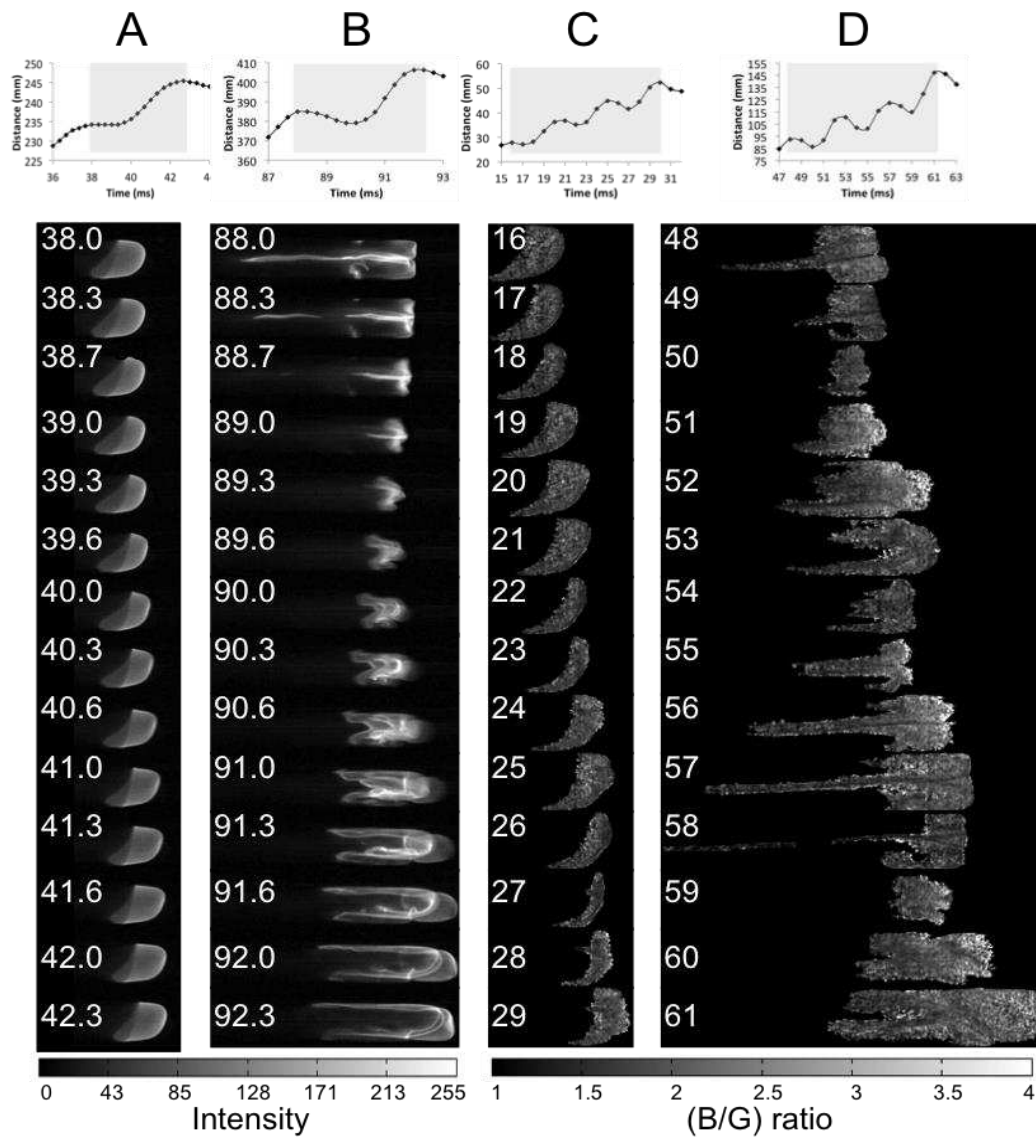 A B C D
Distance (mm)
250
245
240
235
230
225
36 38 40 42 4
Time (ms)
Distance (mm)
410
400
390
380
370
360
87 89 91 93
Time (ms)
Distance (mm)
60
50
40
30
20
15 17 19 21 23 25 27 29 31
Time (ms)
Distance (mm)
155
145
135
125
115
105
95
85
75
47 49 51 53 55 57 59 61 63
Time (ms)
38.0 88.0 16 48
38.3 88.3 17 49
38.7 88.7 18 50
39.0 89.0 19 51
39.3 89.3 20 52
39.6 89.6 21 53
40.0 90.0 22 54
40.3 90.3 23 55
40.6 90.6 24 56
41.0 91.0 25 57
41.3 91.3 26 58
41.6 91.6 27 59
42.0 92.0 28 60
42.3 92.3 29 61
0 43 85 128 171 213 255
Intensity
1 1.5 2 2.5 3 3.5 4
(B/G) ratio